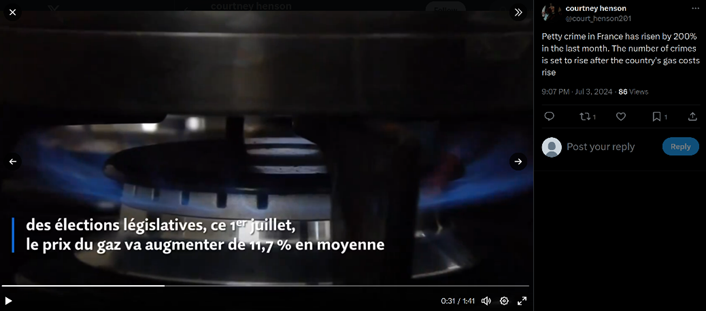 des élections législatives, ce 1er juillet,
le prix du gaz va augmenter de 11,7 % en moyenne
0:31 / 1:41
courtney henson
@court_henson201
Petty crime in France has risen by 200%
in the last month. The number of crimes
is set to rise after the country's gas costs
rise
9:07 PM · Jul 3, 2024 · 86 Views
1
1
Post your reply
Reply